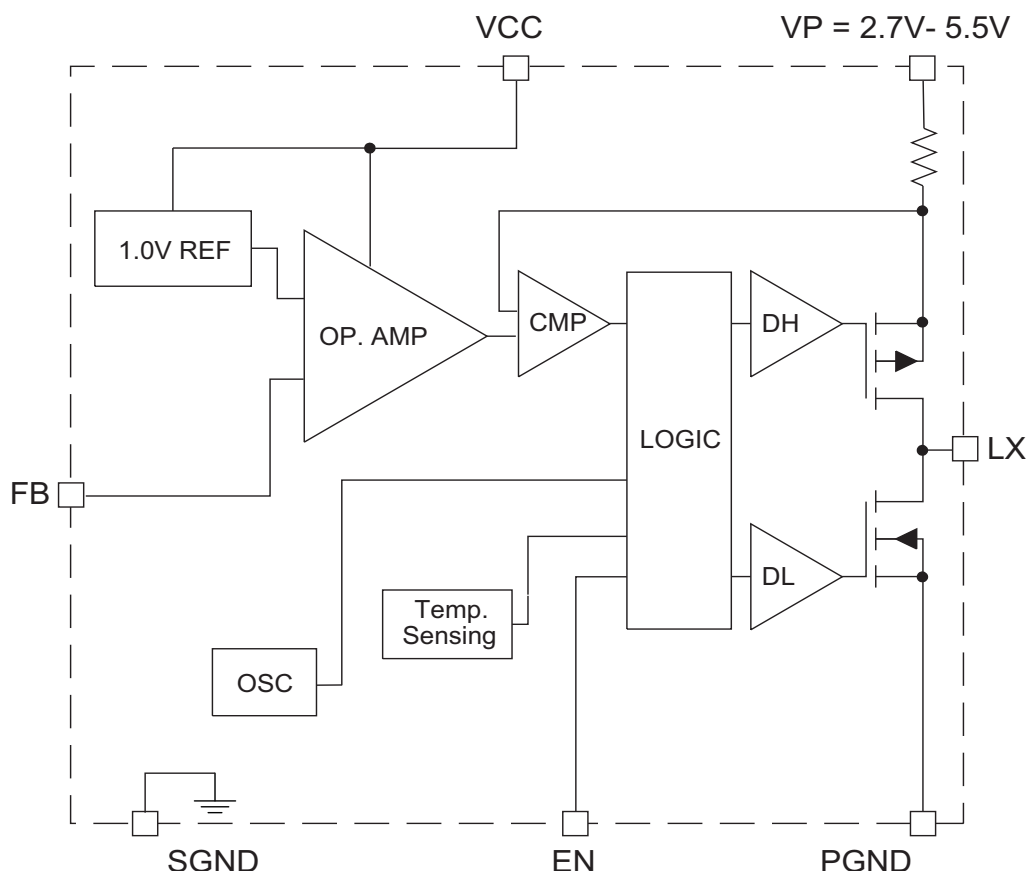 VCC
VP = 2.7V- 5.5V
1.0V REF
OP. AMP
CMP
DH
LOGIC
LX
FB
DL
Temp.
Sensing
OSC
SGND
EN
PGND